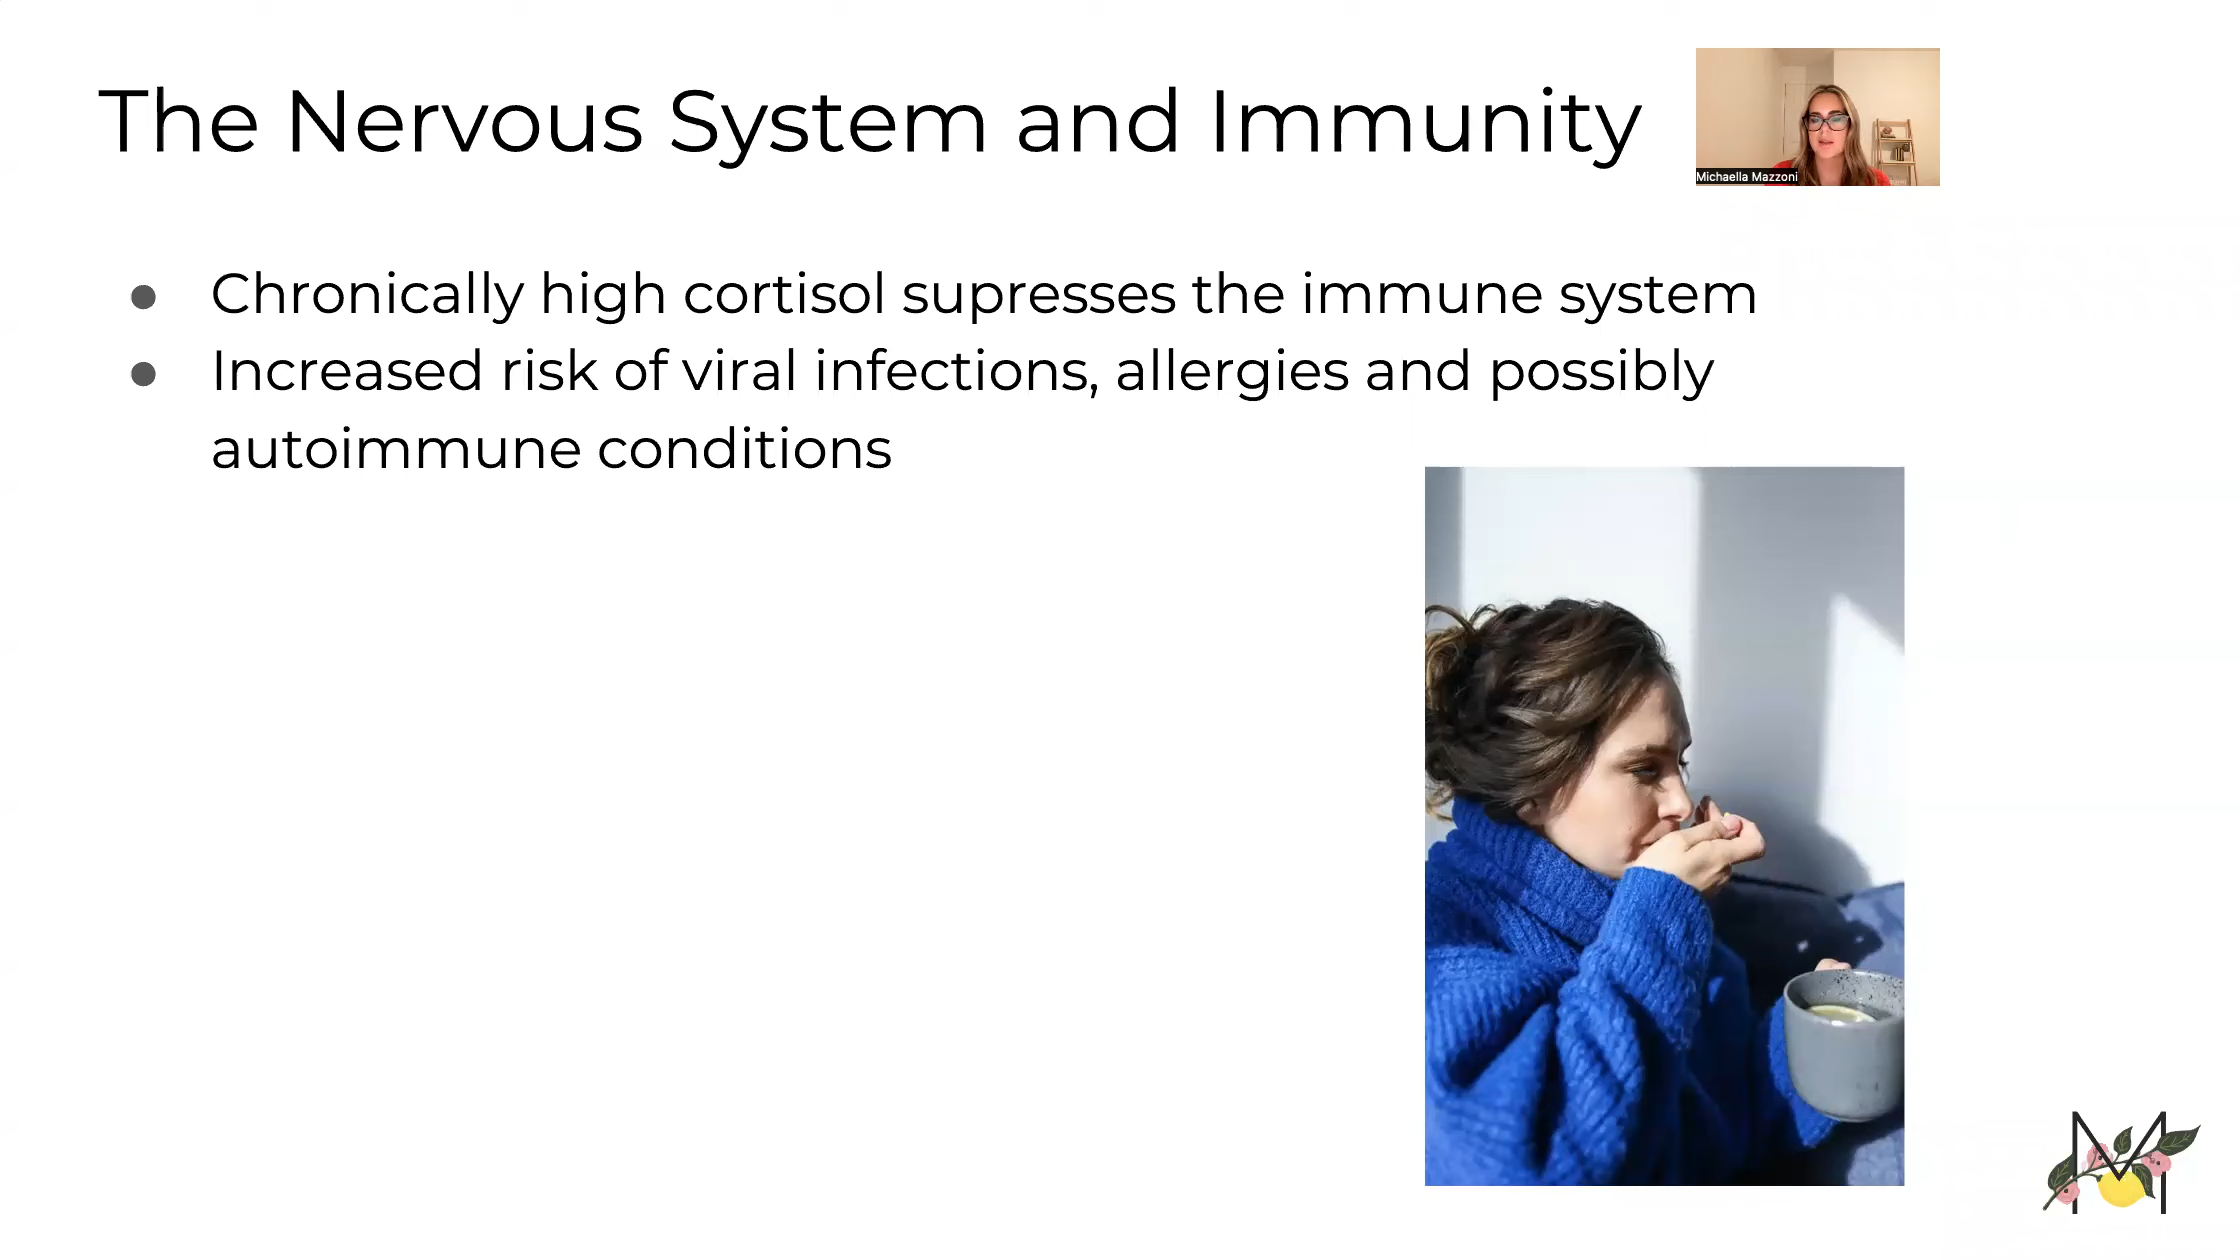 The Nervous System and Immunity
Michaella Mazzoni
● Chronically high cortisol supresses the immune system
● Increased risk of viral infections, allergies and possibly
autoimmune conditions
M